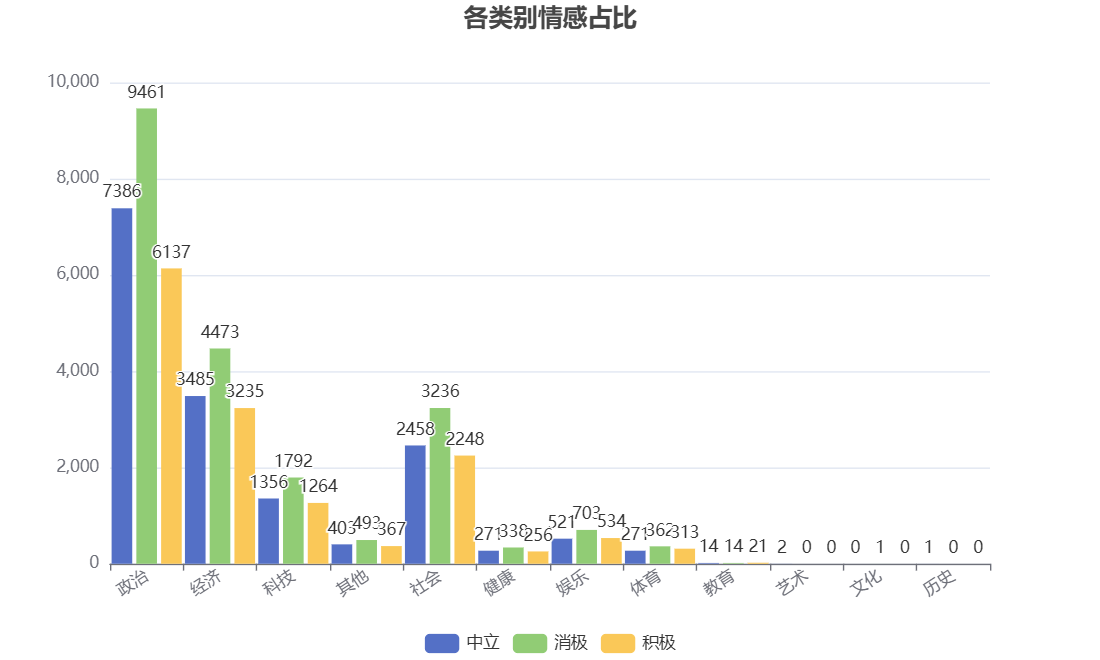 各类别情感占比
10,000
8,000
6,000
4,000
2,000
0
7386
9461
6137
3485
4473
3235
1356
1792
1264
403
493
367
2458
3236
2248
271
338
256
521
703
534
271
362
313
14
14
21
2
0
0
0
1
0
1
0
0
政治
经济
科技
其他
社会
健康
娱乐
体育
教育
艺术
文化
历史
中立
消极
积极